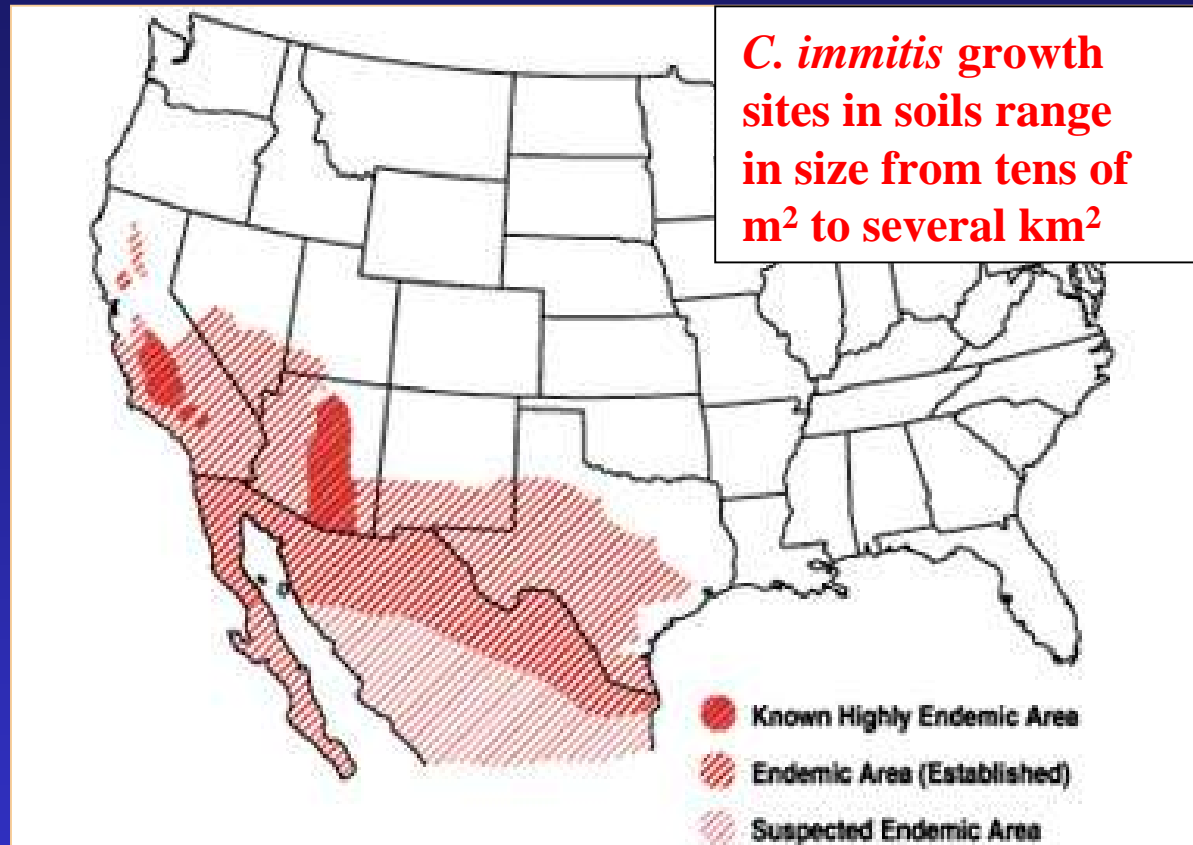 C. immitis growth
sites in soils range
in size from tens of
m² to several km²
Known Highly Endemic Area
Endemic Area (Established)
Suspected Endemic Area